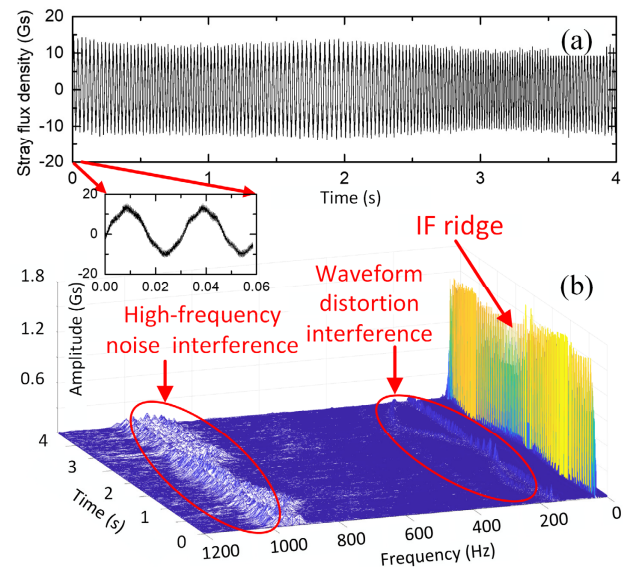 20
10
0
-10
-20
Stray flux density (Gs)
(a)
0
1
2
3
4
Time (s)
20
10
0
-10
-20
0.00
0.02
0.04
0.06
IF ridge
(b)
Waveform
distortion
interference
High-frequency
noise interference
1.8
1.2
0.6
Amplitude (Gs)
4
3
2
1
0
Time (s)
1200
1000
800
600
400
200
0
Frequency (Hz)